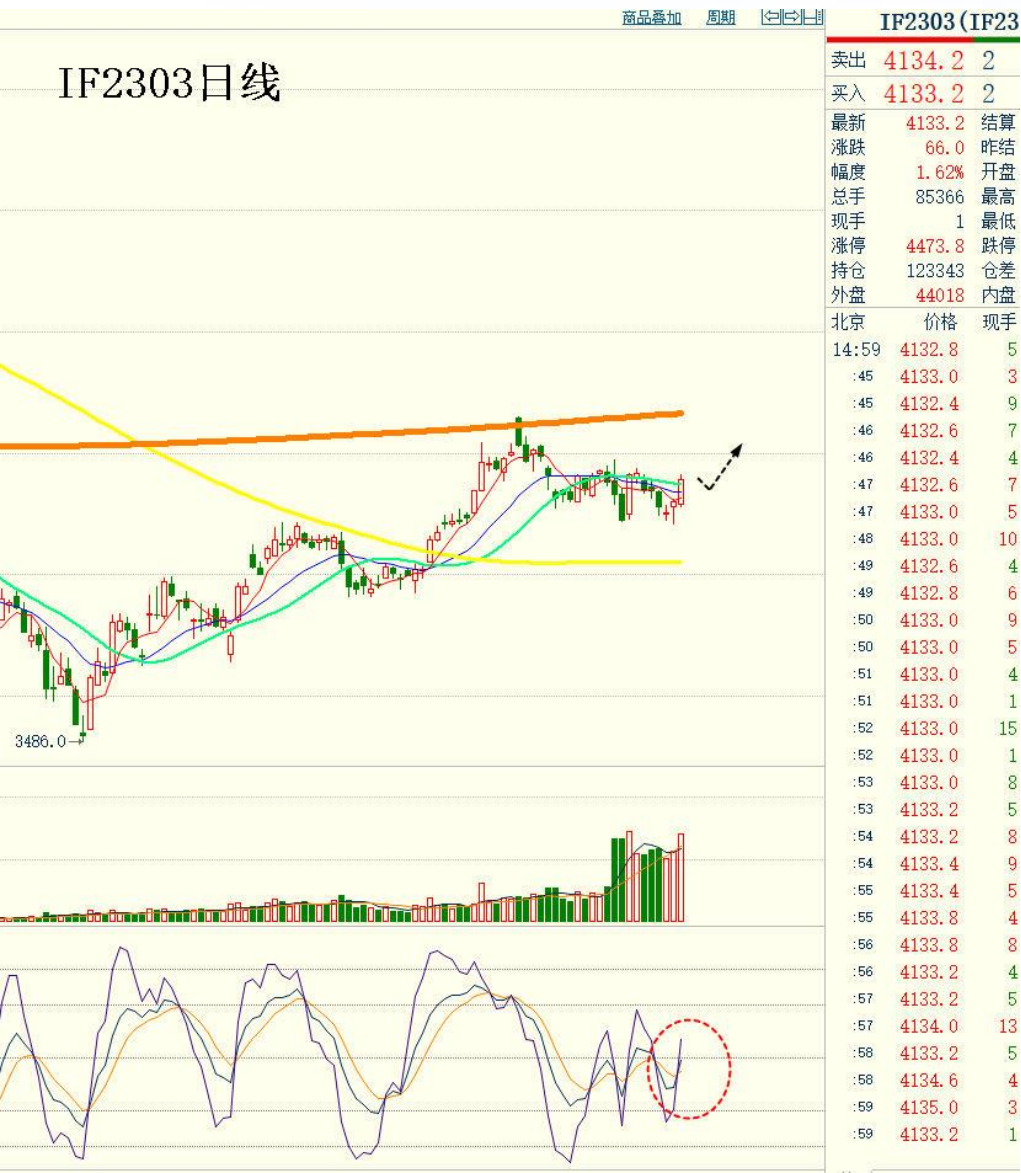 商品叠加 周期
IF2303(IF23
IF2303日线
卖出 4134.2 2
买入 4133.2 2
最新 4133.2 结算
涨跌 66.0 昨结
幅度 1.62% 开盘
总手 85366 最高
现手 1 最低
涨停 4473.8 跌停
持仓 123343 仓差
外盘 44018 内盘
北京 价格 现手
14:59 4132.8 5
:45 4133.0 3
:45 4132.4 9
:46 4132.6 7
:46 4132.4 4
:47 4132.6 7
:47 4133.0 5
:48 4133.0 10
:49 4132.6 4
:49 4132.8 6
:50 4133.0 9
:50 4133.0 5
:51 4133.0 4
:51 4133.0 1
:52 4133.0 15
:52 4133.0 1
:53 4133.0 8
:53 4133.2 5
:54 4133.2 8
:54 4133.4 9
:55 4133.4 5
:55 4133.8 4
:56 4133.8 8
:56 4133.2 4
:57 4133.2 5
:57 4134.0 13
:58 4133.2 5
:58 4134.6 4
:59 4135.0 3
:59 4133.2 1
3486.0→